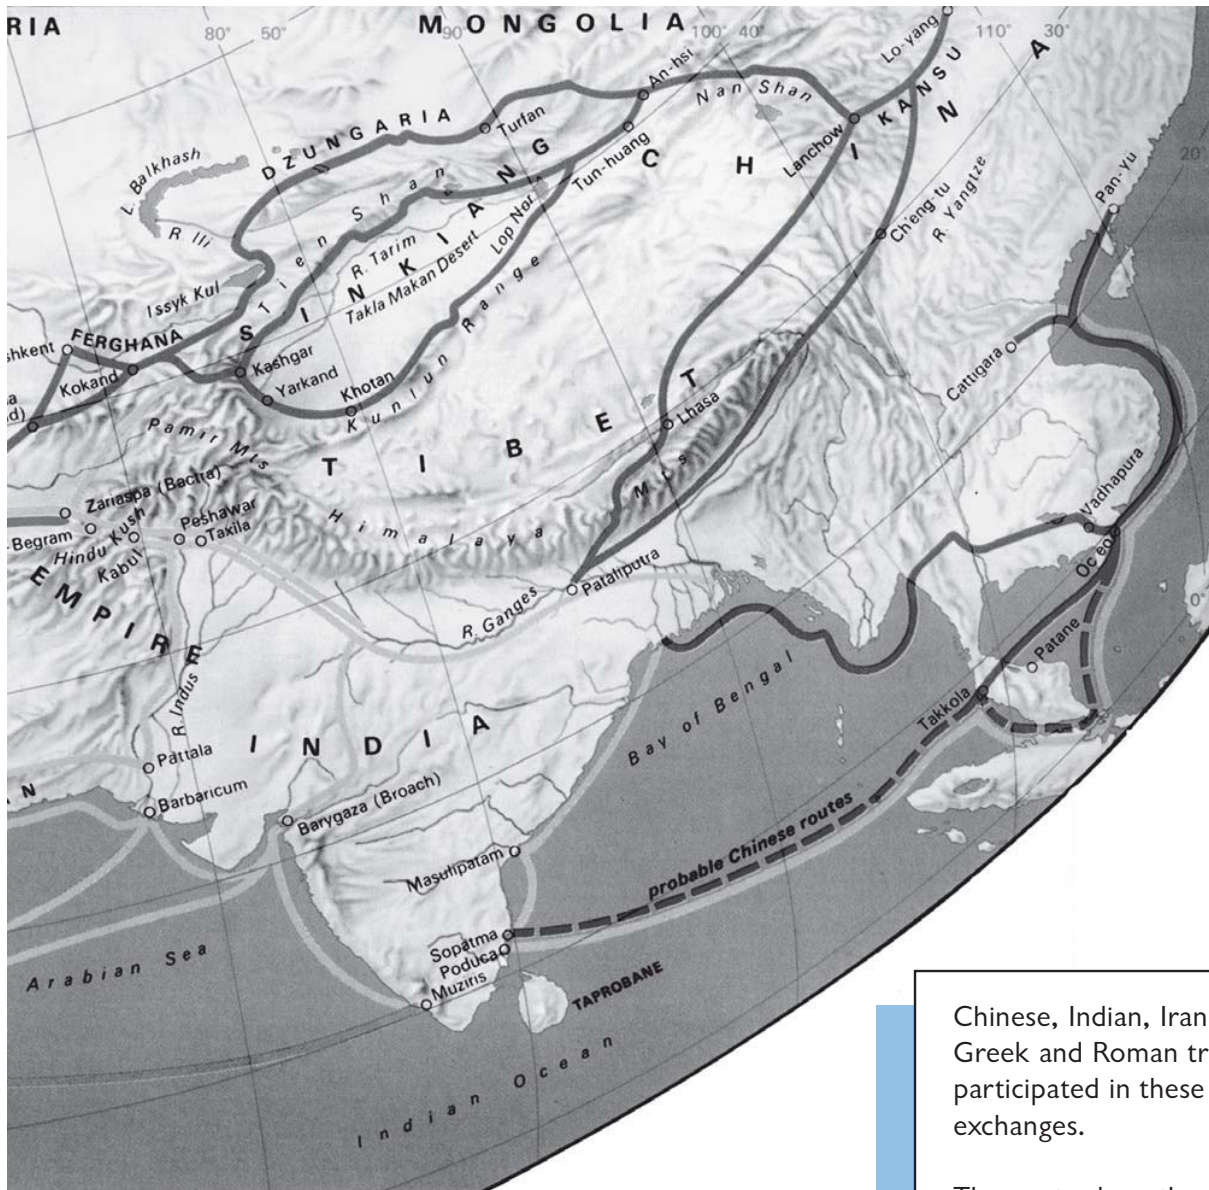 RIA
MONGOLIA
80° 50°
90°
100° 40°
110° 30°
20°
0°
Lo-yang
An-hsi
Nan Shan
KANSU
DZUNGARIA
Turfan
Tun-huang
Lanchow
CHINA
L. Balkhash
R Ili
Tien Shan
SINKIANG
R. Tarim
Lop Nor
Takla Makan Desert
Ch'eng-tu
R. Yangtze
Pan-Yu
Issyk Kul
FERGHANA
shkent
Kokand
Kashgar
Yarkand
Khotan
Kunlun Range
Cattigara
Pamir Mts
TIBET
Lhasa
Mts
Himalaya
Zariaspa (Bactra)
Begram
Hindu Kush
Kabul
Peshawar
Taxila
EMPIRE
R. Ganges
Pataliputra
Vadhapura
Oc eo
Patane
Takkola
R. Indus
INDIA
Bay of Bengal
Pattala
Barbaricum
Barygaza (Broach)
Masulipatam
probable Chinese routes
Sopatma
Poduca
Muziris
TAPROBANE
Arabian Sea
Indian Ocean
Chinese, Indian, Iran
Greek and Roman tr
participated in these
exchanges.